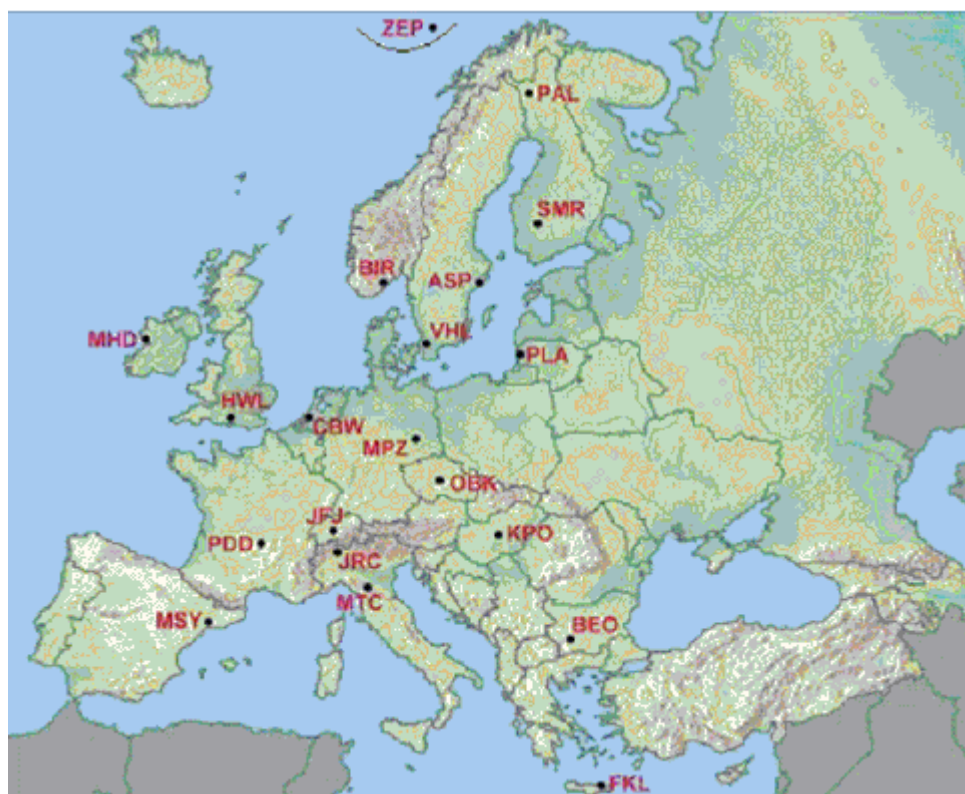 ZEP
PAL
SMR
BIR
ASP
MHD
VHL
PLA
HWL
CBW
MPZ
OBK
JFJ
PDD
KPO
JRC
MTC
MSY
BEO
FKL